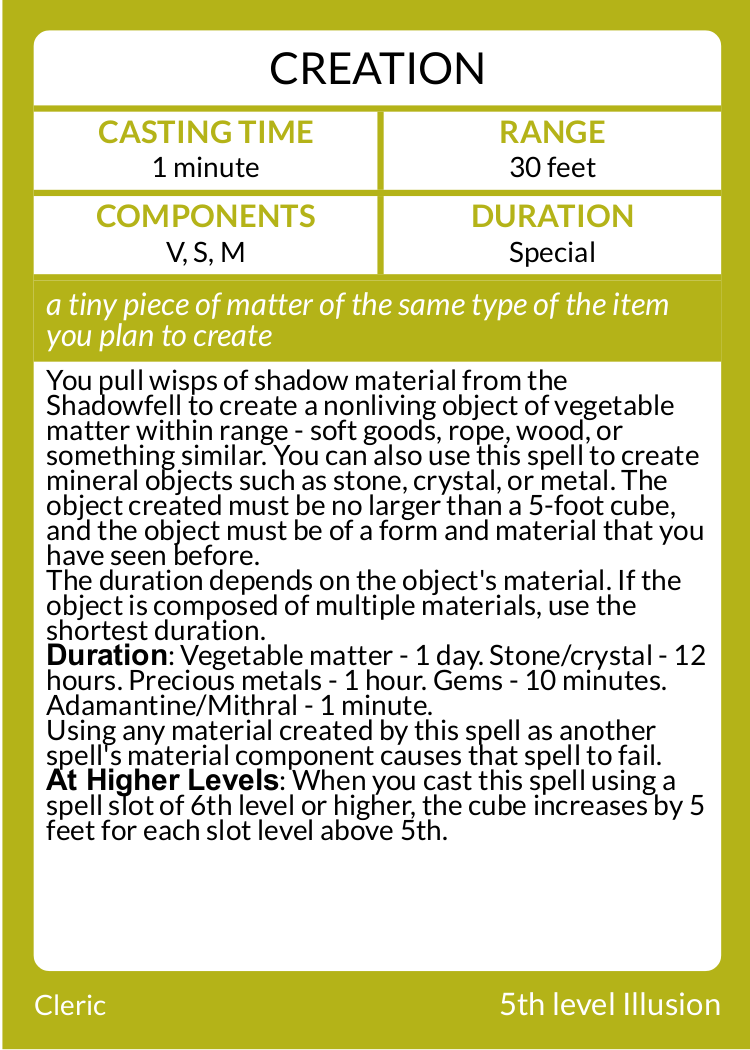 CREATION
CASTING TIME
1 minute
RANGE
30 feet
COMPONENTS
V, S, M
DURATION
Special
a tiny piece of matter of the same type of the item
you plan to create
You pull wisps of shadow material from the
Shadowfell to create a nonliving object of vegetable
matter within range - soft goods, rope, wood, or
something similar. You can also use this spell to create
mineral objects such as stone, crystal, or metal. The
object created must be no larger than a 5-foot cube,
and the object must be of a form and material that you
have seen before.
The duration depends on the object's material. If the
object is composed of multiple materials, use the
shortest duration.
Duration: Vegetable matter - 1 day. Stone/crystal - 12
hours. Precious metals - 1 hour. Gems - 10 minutes.
Adamantine/Mithral - 1 minute.
Using any material created by this spell as another
spell's material component causes that spell to fail.
At Higher Levels: When you cast this spell using a
spell slot of 6th level or higher, the cube increases by 5
feet for each slot level above 5th.
Cleric
5th level Illusion